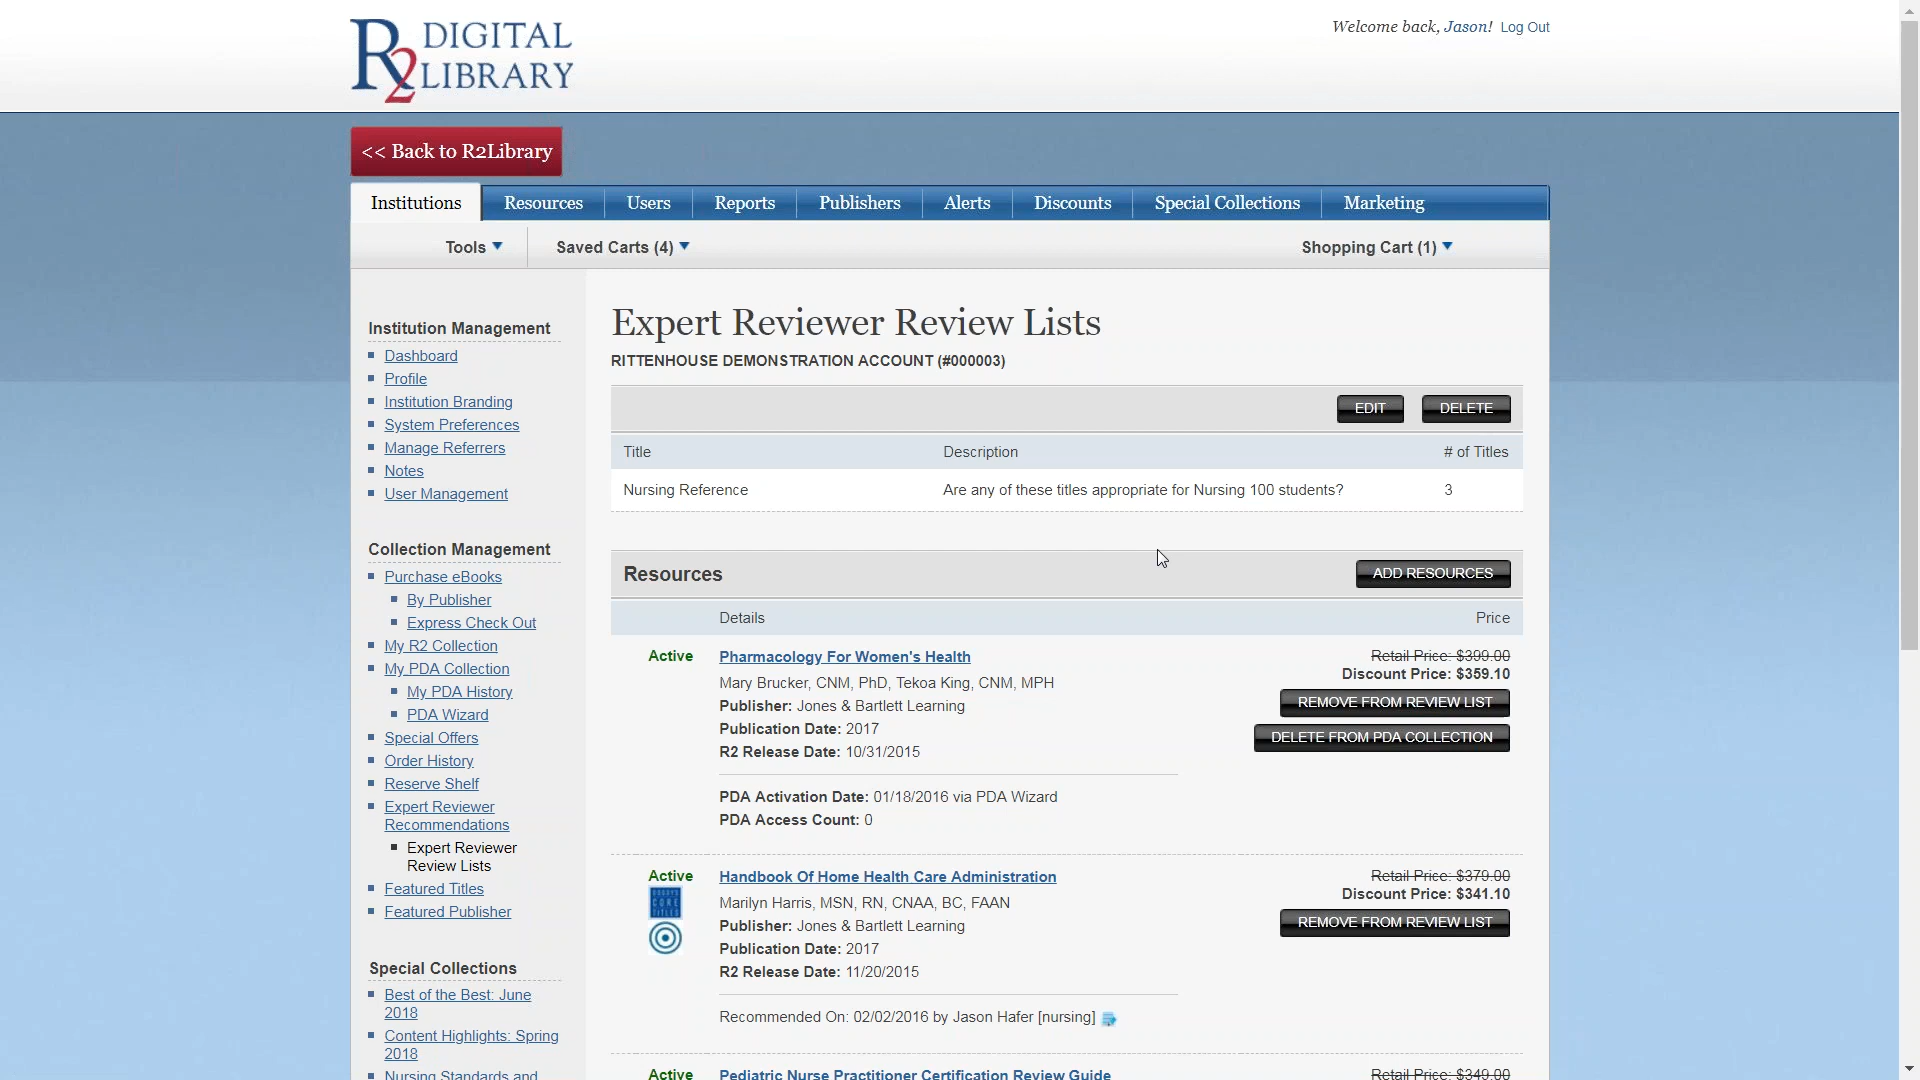 R2 DIGITAL LIBRARY
Welcome back, Jason! Log Out
<< Back to R2Library
Institutions Resources Users Reports Publishers Alerts Discounts Special Collections Marketing
Tools Saved Carts (4) Shopping Cart (1)
Institution Management
Dashboard
Profile
Institution Branding
System Preferences
Manage Referrers
Notes
User Management
Collection Management
Purchase eBooks
By Publisher
Express Check Out
My R2 Collection
My PDA Collection
My PDA History
PDA Wizard
Special Offers
Order History
Reserve Shelf
Expert Reviewer
Recommendations
Expert Reviewer
Review Lists
Featured Titles
Featured Publisher
Special Collections
Best of the Best: June
2018
Content Highlights: Spring
2018
Nursing Standards and
Expert Reviewer Review Lists
RITTENHOUSE DEMONSTRATION ACCOUNT (#000003)
EDIT DELETE
Title Description # of Titles
Nursing Reference Are any of these titles appropriate for Nursing 100 students? 3
Resources ADD RESOURCES
Details Price
Active Pharmacology For Women's Health Retail Price: $399.00
Discount Price: $359.10
Mary Brucker, CNM, PhD, Tekoa King, CNM, MPH
REMOVE FROM REVIEW LIST
Publisher: Jones & Bartlett Learning
Publication Date: 2017
DELETE FROM PDA COLLECTION
R2 Release Date: 10/31/2015
PDA Activation Date: 01/18/2016 via PDA Wizard
PDA Access Count: 0
Active Handbook Of Home Health Care Administration Retail Price: $379.00
Discount Price: $341.10
DOODY'S CORE TITLES
Marilyn Harris, MSN, RN, CNAA, BC, FAAN
REMOVE FROM REVIEW LIST
Publisher: Jones & Bartlett Learning
Publication Date: 2017
R2 Release Date: 11/20/2015
Recommended On: 02/02/2016 by Jason Hafer [nursing]
Active Pediatric Nurse Practitioner Certification Review Guide Retail Price: $349.00